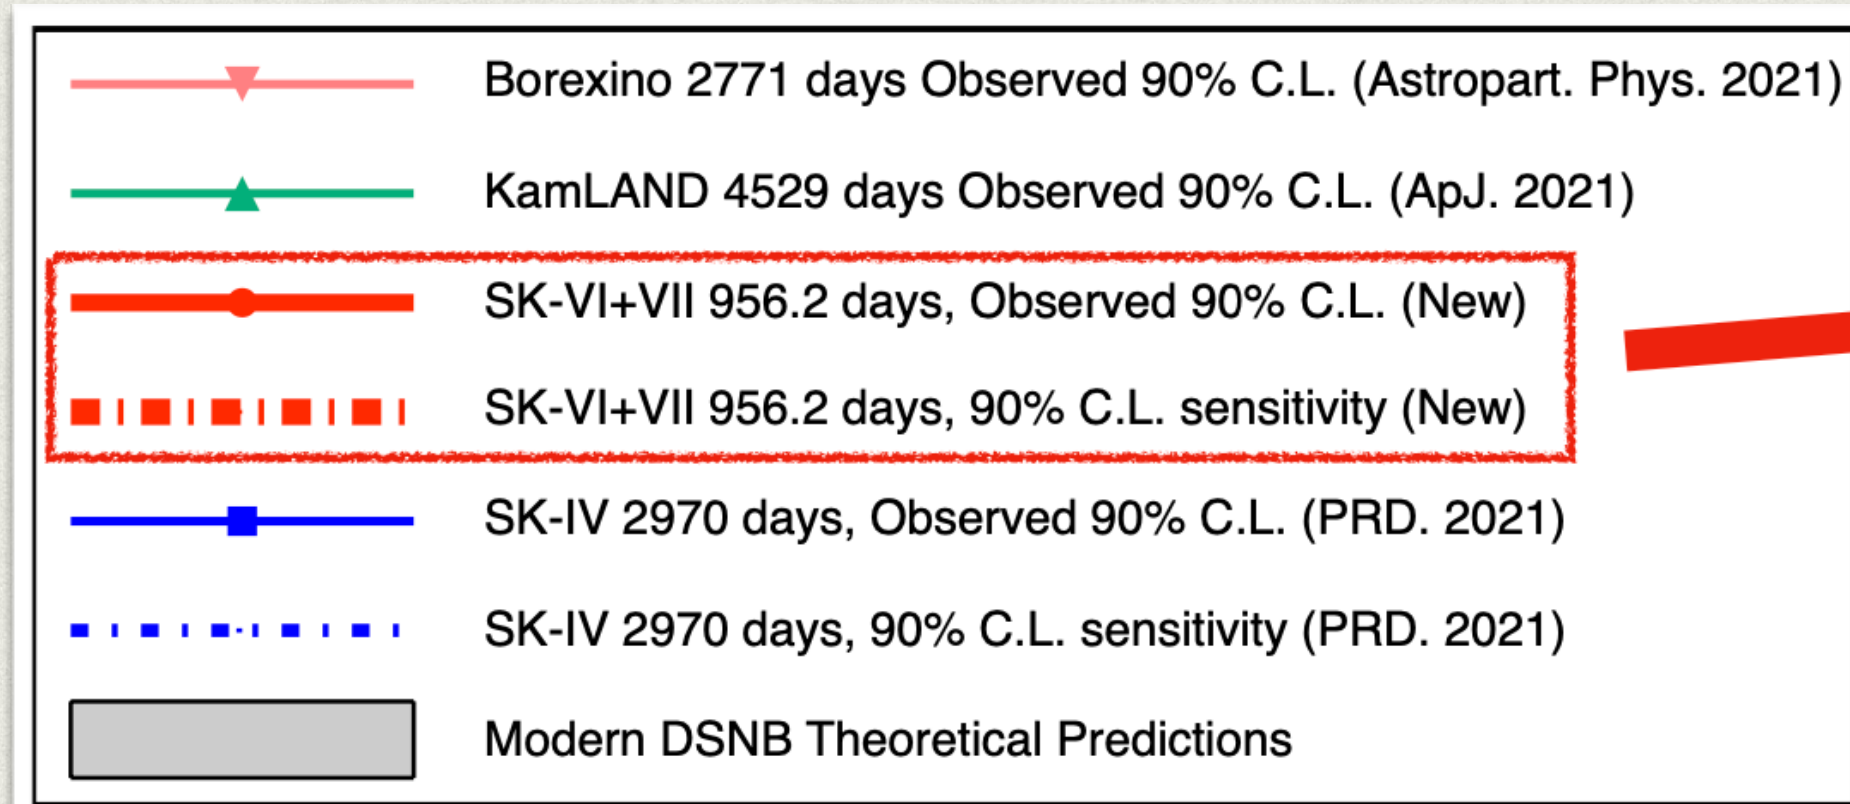 Borexino 2771 days Observed 90% C.L. (Astropart. Phys. 2021)
KamLAND 4529 days Observed 90% C.L. (ApJ. 2021)
SK-VI+VII 956.2 days, Observed 90% C.L. (New)
SK-VI+VII 956.2 days, 90% C.L. sensitivity (New)
SK-IV 2970 days, Observed 90% C.L. (PRD. 2021)
SK-IV 2970 days, 90% C.L. sensitivity (PRD. 2021)
Modern DSNB Theoretical Predictions